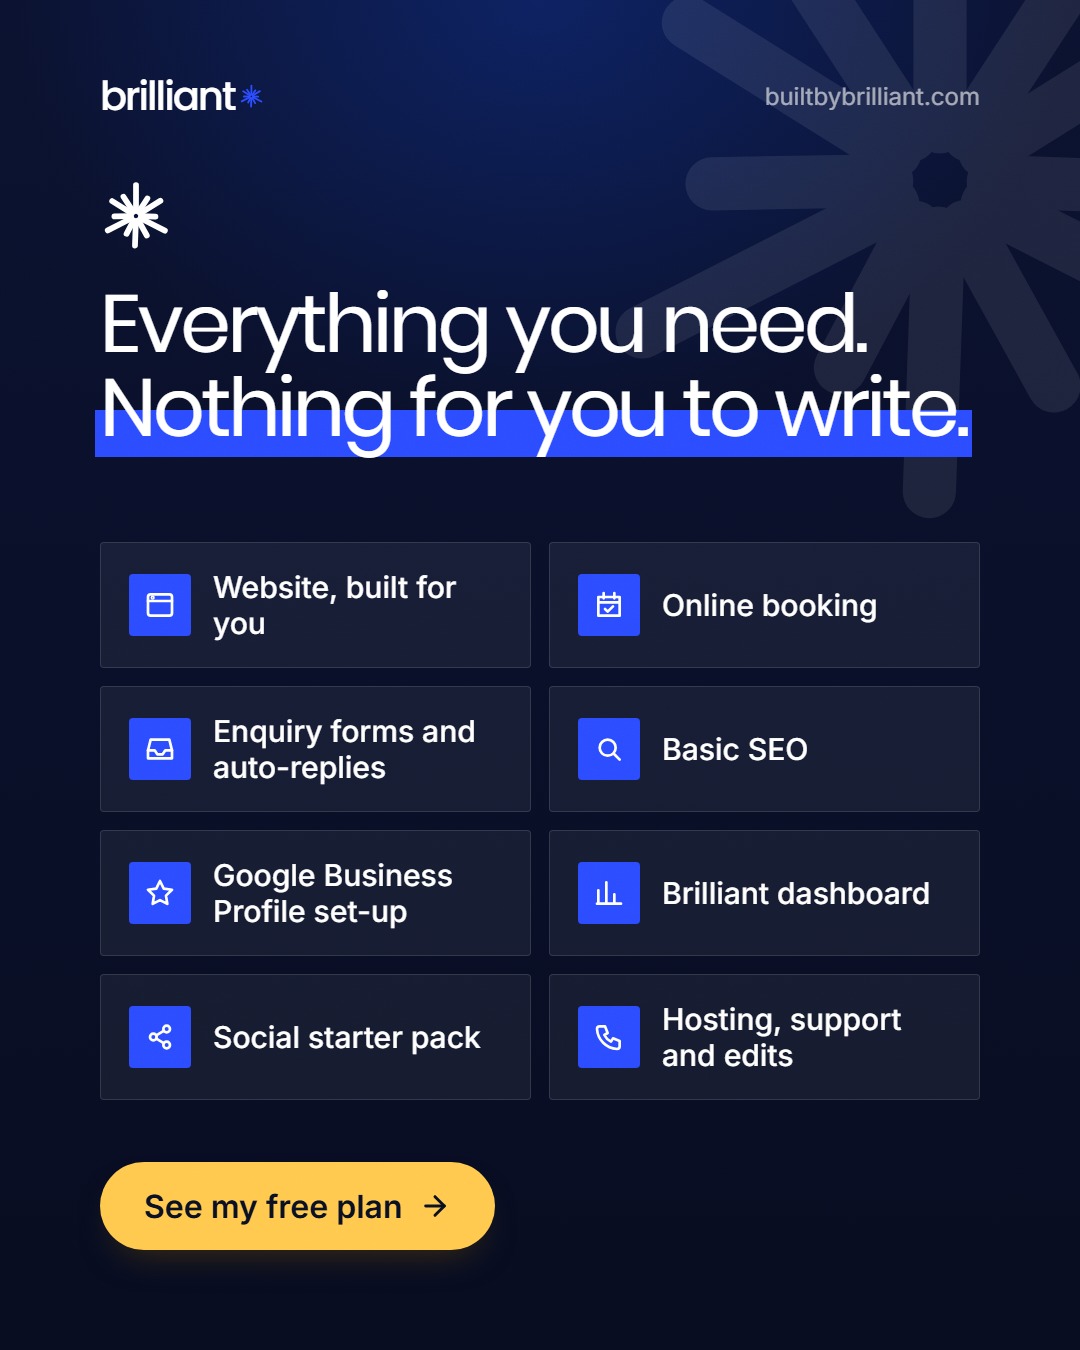 brilliant
builtbybrilliant.com
Everything you need.
Nothing for you to write.
Website, built for
you
Online booking
Enquiry forms and
auto-replies
Basic SEO
Google Business
Profile set-up
Brilliant dashboard
Social starter pack
Hosting, support
and edits
See my free plan